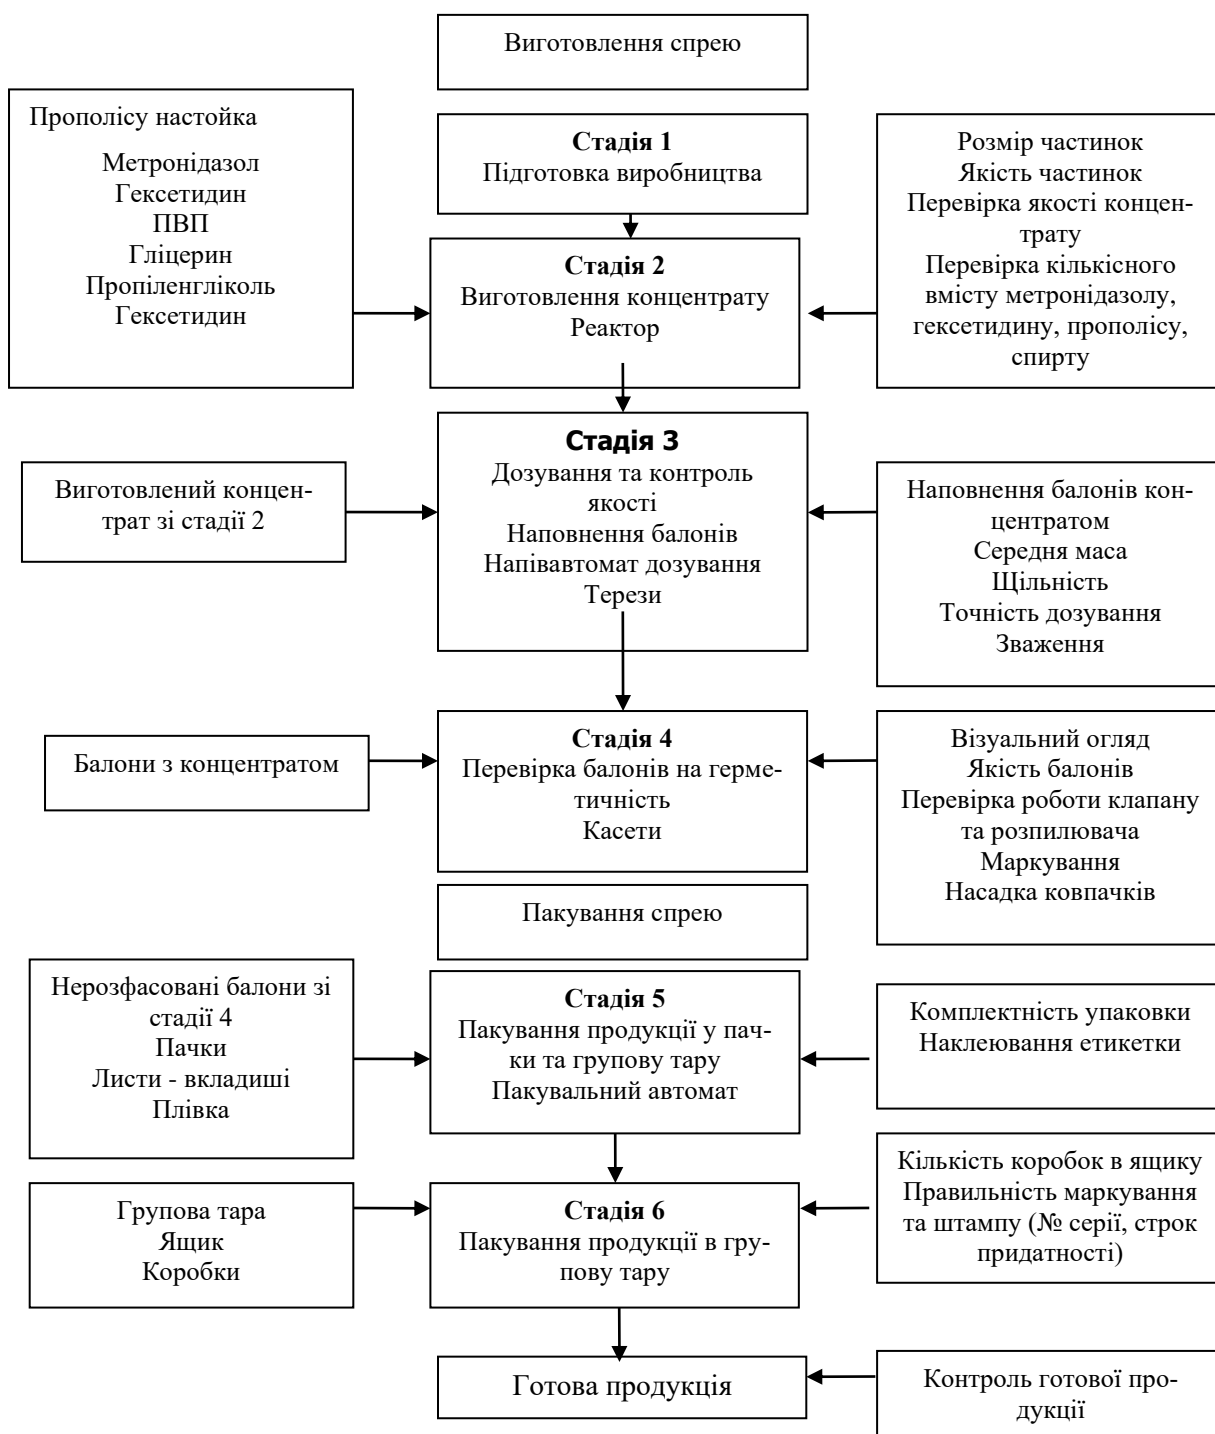 Виготовлення спрею
Прополісу настойка
Метронідазол
Гексетидин
ПВП
Гліцерин
Пропіленгліколь
Гексетидин
Стадія 1
Підготовка виробництва
Розмір частинок
Якість частинок
Перевірка якості концен-
трату
Перевірка кількісного
вмісту метронідазолу,
гексетидину, прополісу,
спирту
Стадія 2
Виготовлення концентрату
Реактор
Виготовлений концен-
трат зі стадії 2
Стадія 3
Дозування та контроль
якості
Наповнення балонів
Напівавтомат дозування
Терези
Наповнення балонів кон-
центратом
Середня маса
Щільність
Точність дозування
Зваження
Балони з концентратом
Стадія 4
Перевірка балонів на герме-
тичність
Касети
Візуальний огляд
Якість балонів
Перевірка роботи клапану
та розпилювача
Маркування
Насадка ковпачків
Пакування спрею
Нерозфасовані балони зі
стадії 4
Пачки
Листи - вкладиші
Плівка
Стадія 5
Пакування продукції у пач-
ки та групову тару
Пакувальний автомат
Комплектність упаковки
Наклеювання етикетки
Групова тара
Ящик
Коробки
Стадія 6
Пакування продукції в гру-
пову тару
Кількість коробок в ящику
Правильність маркування
та штампу (№ серії, строк
придатності)
Готова продукція
Контроль готової про-
дукції